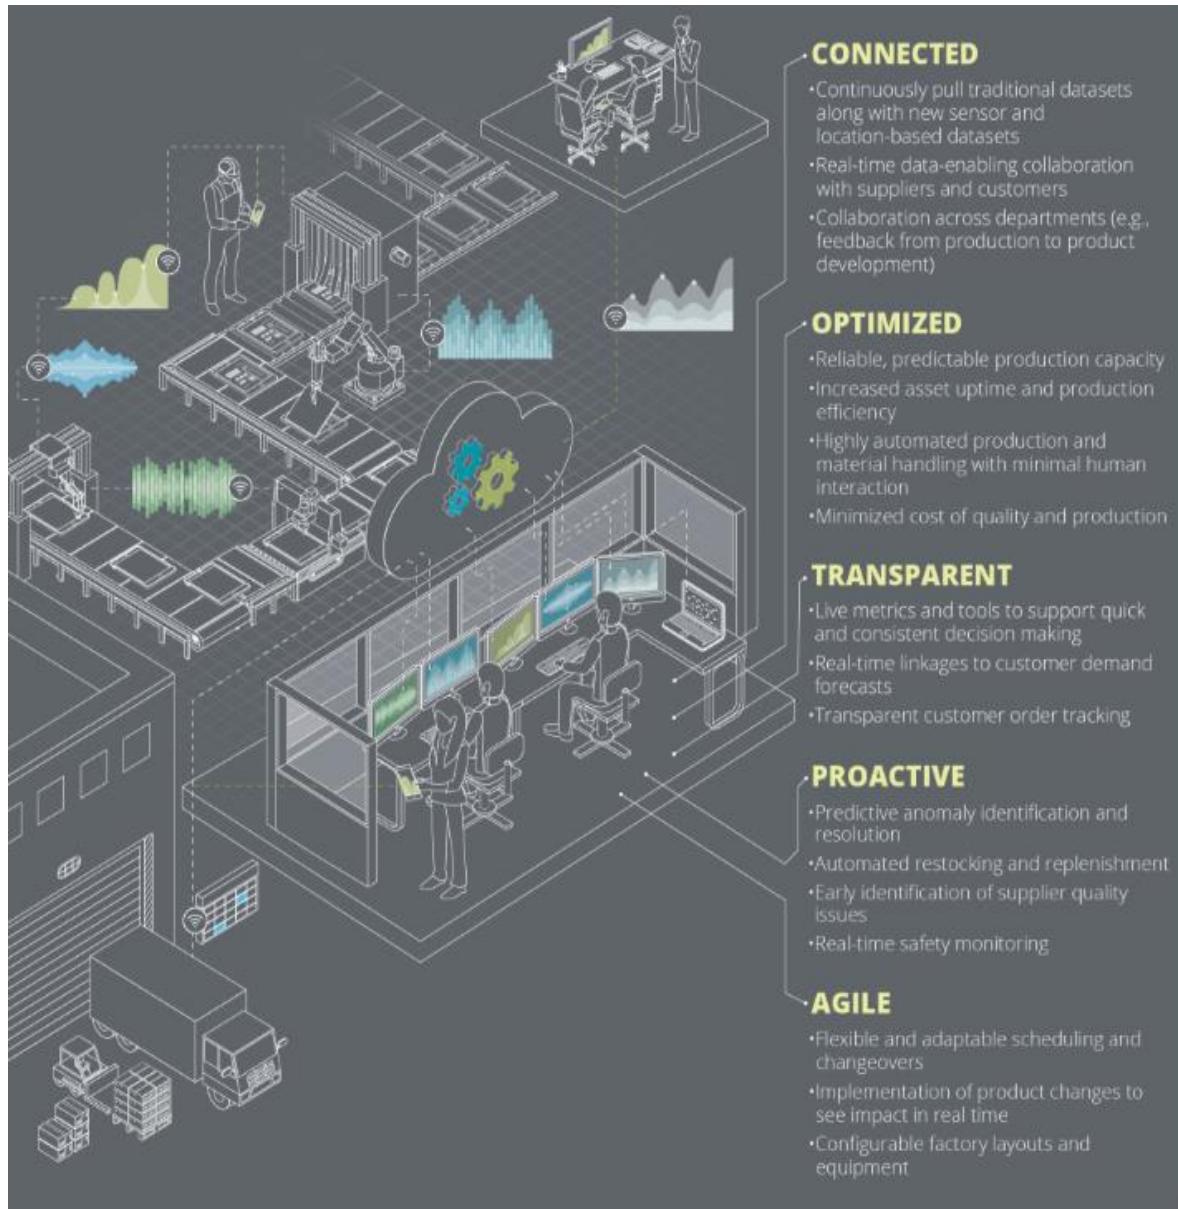 CONNECTED
•Continuously pull traditional datasets
along with new sensor and
location-based datasets
•Real-time data-enabling collaboration
with suppliers and customers
•Collaboration across departments (e.g.,
feedback from production to product
development)
OPTIMIZED
•Reliable, predictable production capacity
•Increased asset uptime and production
efficiency
•Highly automated production and
material handling with minimal human
interaction
•Minimized cost of quality and production
TRANSPARENT
•Live metrics and tools to support quick
and consistent decision making
•Real-time linkages to customer demand
forecasts
•Transparent customer order tracking
PROACTIVE
•Predictive anomaly identification and
resolution
•Automated restocking and replenishment
•Early identification of supplier quality
issues
•Real-time safety monitoring
AGILE
•Flexible and adaptable scheduling and
changeovers
•Implementation of product changes to
see impact in real time
•Configurable factory layouts and
equipment